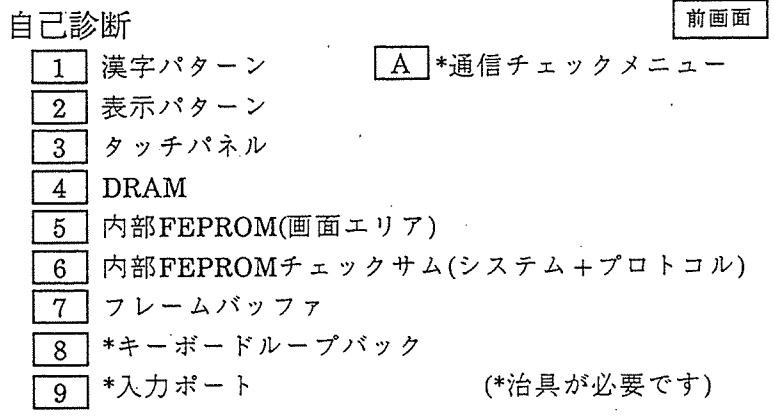 自己診断 前画面
1 漢字パターン A *通信チェックメニュー
2 表示パターン
3 タッチパネル
4 DRAM
5 内部FEPROM(画面エリア)
6 内部FEPROMチェックサム(システム+プロトコル)
7 フレームバッファ
8 *キーボードループバック
9 *入力ポート (*治具が必要です)